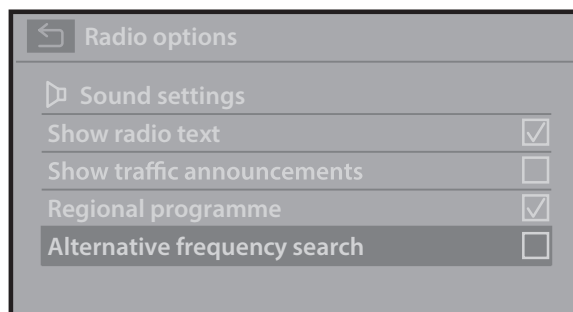 Radio options
Sound settings
Show radio text
Show traffic announcements
Regional programme
Alternative frequency search